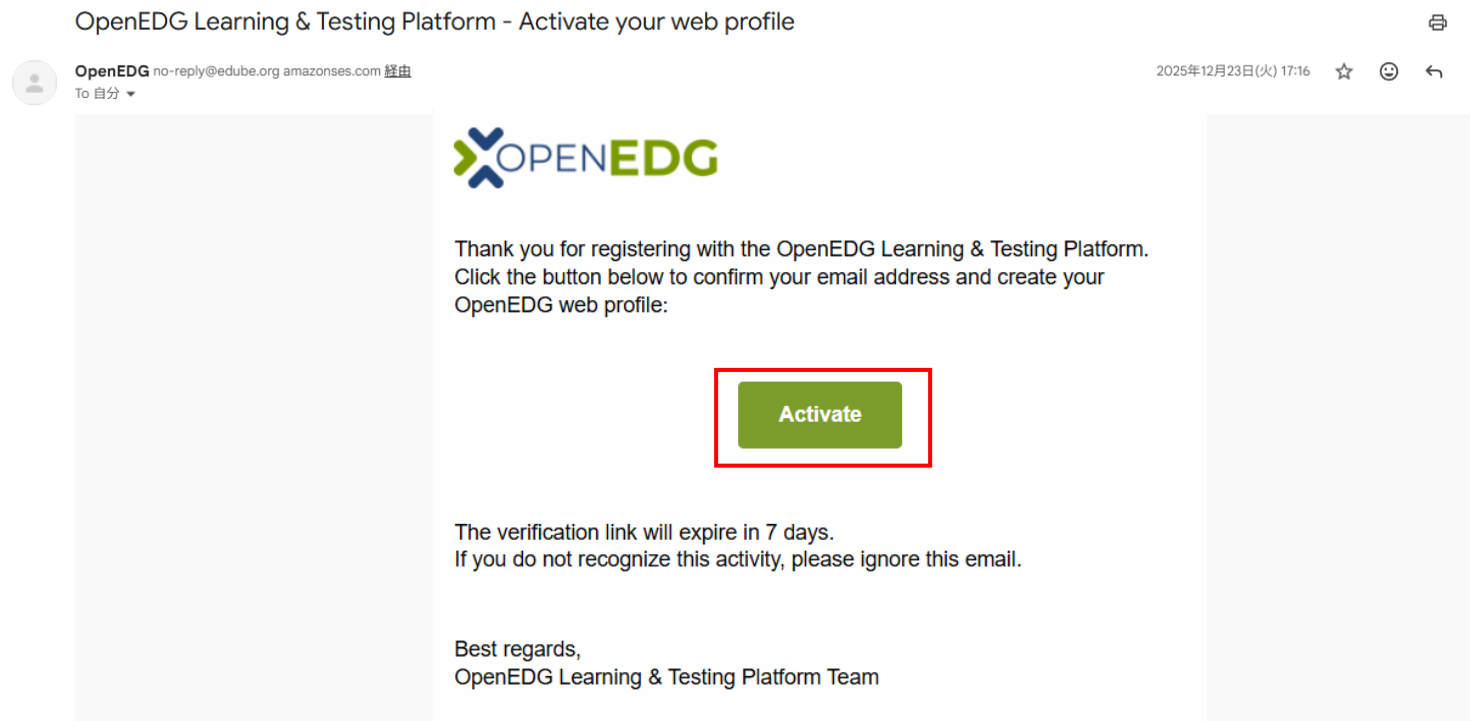 OpenEDG Learning & Testing Platform - Activate your web profile
OpenEDG no-reply@edube.org amazonses.com 経由
2025年12月23日(火) 17:16
To 自分
OPENEDG
Thank you for registering with the OpenEDG Learning & Testing Platform.
Click the button below to confirm your email address and create your
OpenEDG web profile:
Activate
The verification link will expire in 7 days.
If you do not recognize this activity, please ignore this email.
Best regards,
OpenEDG Learning & Testing Platform Team